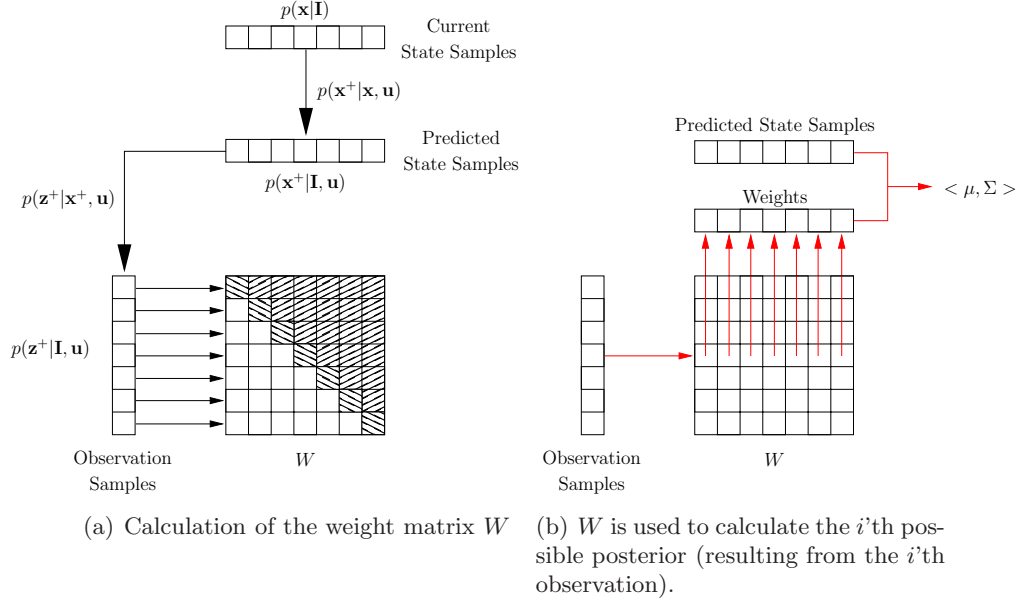 p(x|I)
Current
State Samples
p(x⁺|x, u)
Predicted
State Samples
p(x⁺|I, u)
p(z⁺|x⁺, u)
p(z⁺|I, u)
Observation
Samples
W
(a) Calculation of the weight matrix W
Predicted State Samples
Weights
< μ, Σ >
Observation
Samples
W
(b) W is used to calculate the i'th pos-
sible posterior (resulting from the i'th
observation).